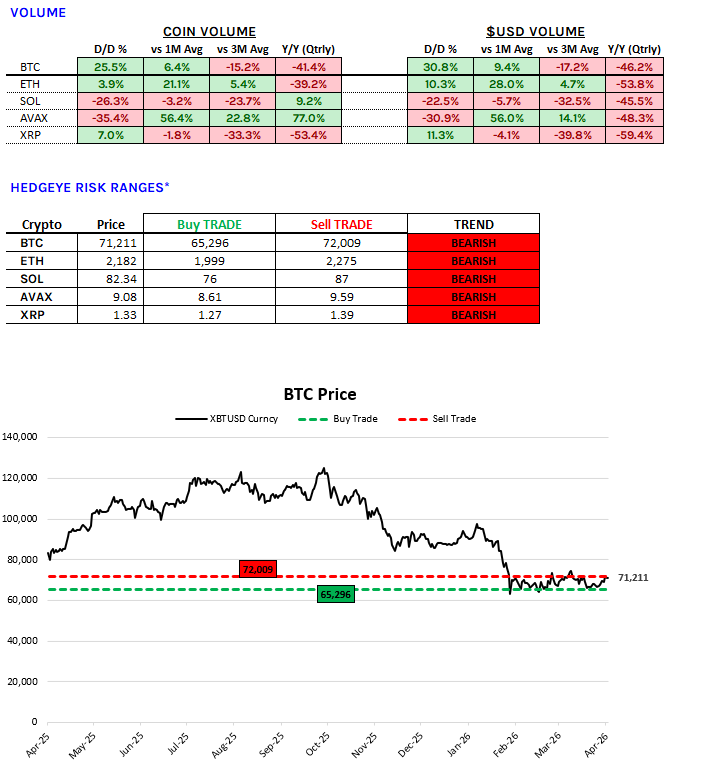 VOLUME
COIN VOLUME $USD VOLUME
D/D % vs 1M Avg vs 3M Avg Y/Y (Qtrly) D/D % vs 1M Avg vs 3M Avg Y/Y (Qtrly)
BTC 25.5% 6.4% -15.2% -41.4% 30.8% 9.4% -17.2% -46.2%
ETH 3.9% 21.1% 5.4% -39.2% 10.3% 28.0% 4.7% -53.8%
SOL -26.3% -3.2% -23.7% 9.2% -22.5% -5.7% -32.5% -45.5%
AVAX -35.4% 56.4% 22.8% 77.0% -30.9% 56.0% 14.1% -48.3%
XRP 7.0% -1.8% -33.3% -53.4% 11.3% -4.1% -39.8% -59.4%
HEDGEYE RISK RANGES*
Crypto Price Buy TRADE Sell TRADE TREND
BTC 71,211 65,296 72,009 BEARISH
ETH 2,182 1,999 2,275 BEARISH
SOL 82.34 76 87 BEARISH
AVAX 9.08 8.61 9.59 BEARISH
XRP 1.33 1.27 1.39 BEARISH
BTC Price
XBTUSD Curncy Buy Trade Sell Trade
140,000
120,000
100,000
80,000
72,009
71,211
65,296
60,000
40,000
20,000
0
Apr-25 May-25 Jun-25 Jul-25 Aug-25 Sep-25 Oct-25 Nov-25 Dec-25 Jan-26 Feb-26 Mar-26 Apr-26